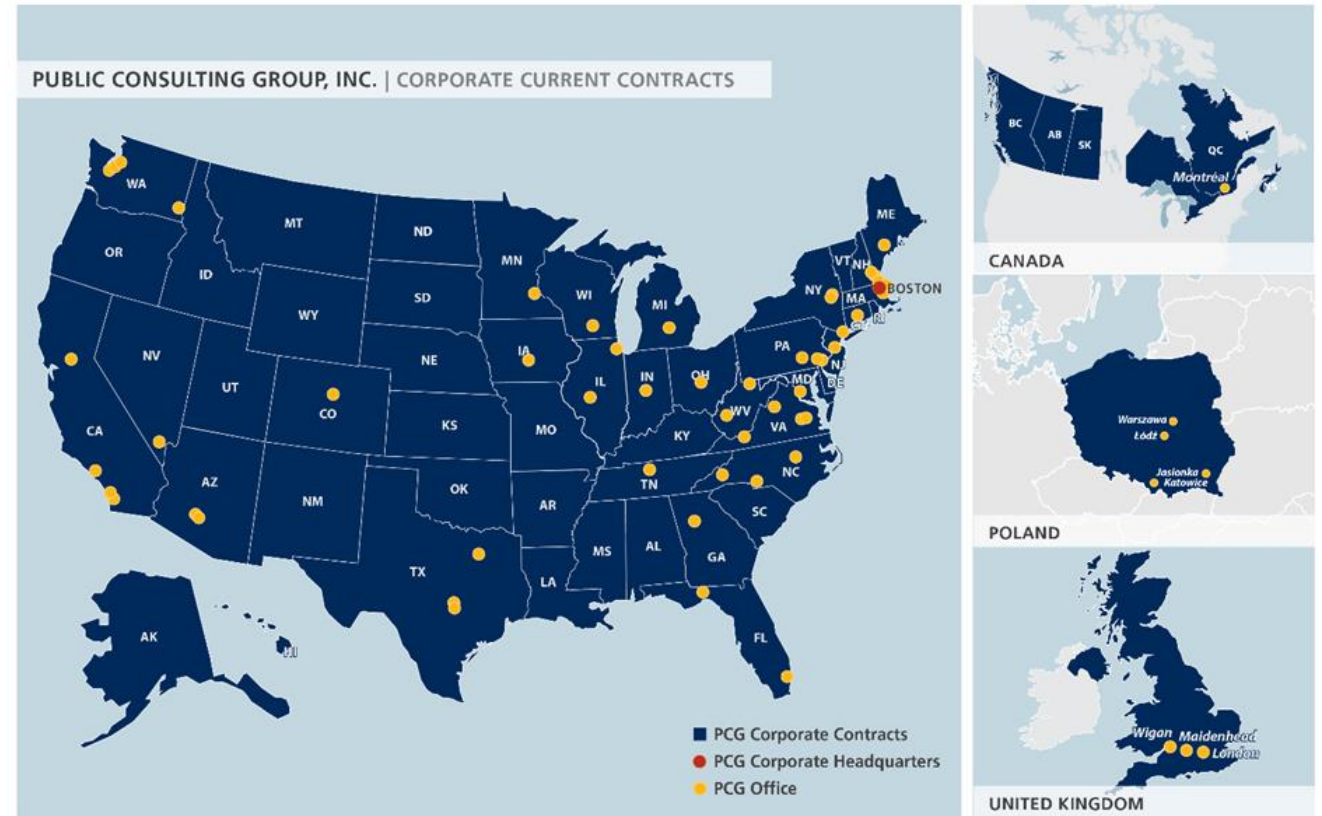 PUBLIC CONSULTING GROUP, INC. | CORPORATE CURRENT CONTRACTS
WA
MT
ND
MN
ME
OR
ID
SD
WI
MI
VT
NH
NY
MA
BOSTON
WY
IA
NE
PA
CT
RI
NV
UT
CO
IL
IN
OH
NJ
MD
DE
CA
KS
MO
WV
KY
VA
AZ
NM
OK
AR
TN
NC
SC
TX
LA
MS
AL
GA
FL
AK
HI
PCG Corporate Contracts
PCG Corporate Headquarters
PCG Office
BC
AB
SK
QC
Montréal
CANADA
Warszawa
Łódź
Jasionka
Katowice
POLAND
Wigan
Maidenhead
London
UNITED KINGDOM